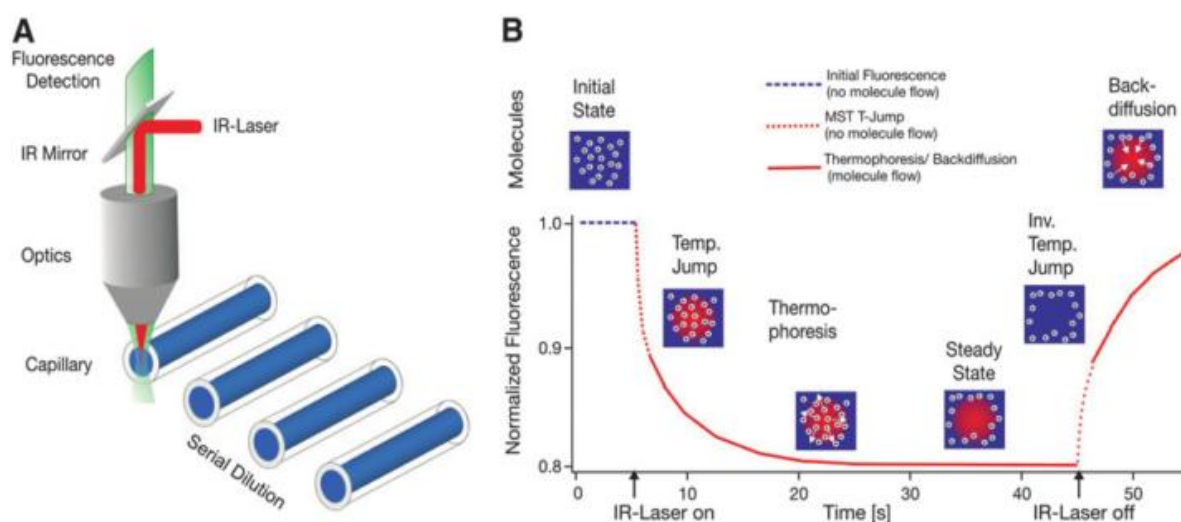 A
Fluorescence
Detection
IR-Laser
IR Mirror
Optics
Capillary
Serial Dilution
B
Molecules
Initial
State
Initial Fluorescence
(no molecule flow)
MST T-Jump
(no molecule flow)
Thermophoresis/ Backdiffusion
(molecule flow)
Back-
diffusion
Normalized Fluorescence
1.0
0.9
0.8
Temp.
Jump
Thermo-
phoresis
Steady
State
Inv.
Temp.
Jump
0 10 20 30 40 50
IR-Laser on
Time [s]
IR-Laser off